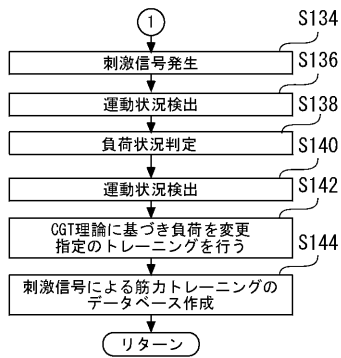 1
S134
刺激信号発生
S136
運動状況検出
S138
負荷状況判定
S140
運動状況検出
S142
CGT理論に基づき負荷を変更
指定のトレーニングを行う
S144
刺激信号による筋力トレーニングの
データベース作成
リターン